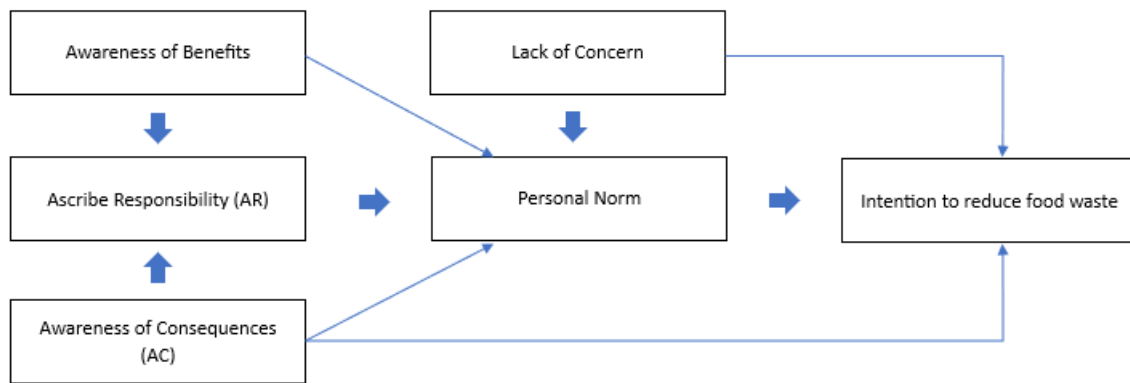 Awareness of Benefits
Lack of Concern
Ascribe Responsibility (AR)
Personal Norm
Intention to reduce food waste
Awareness of Consequences
(AC)